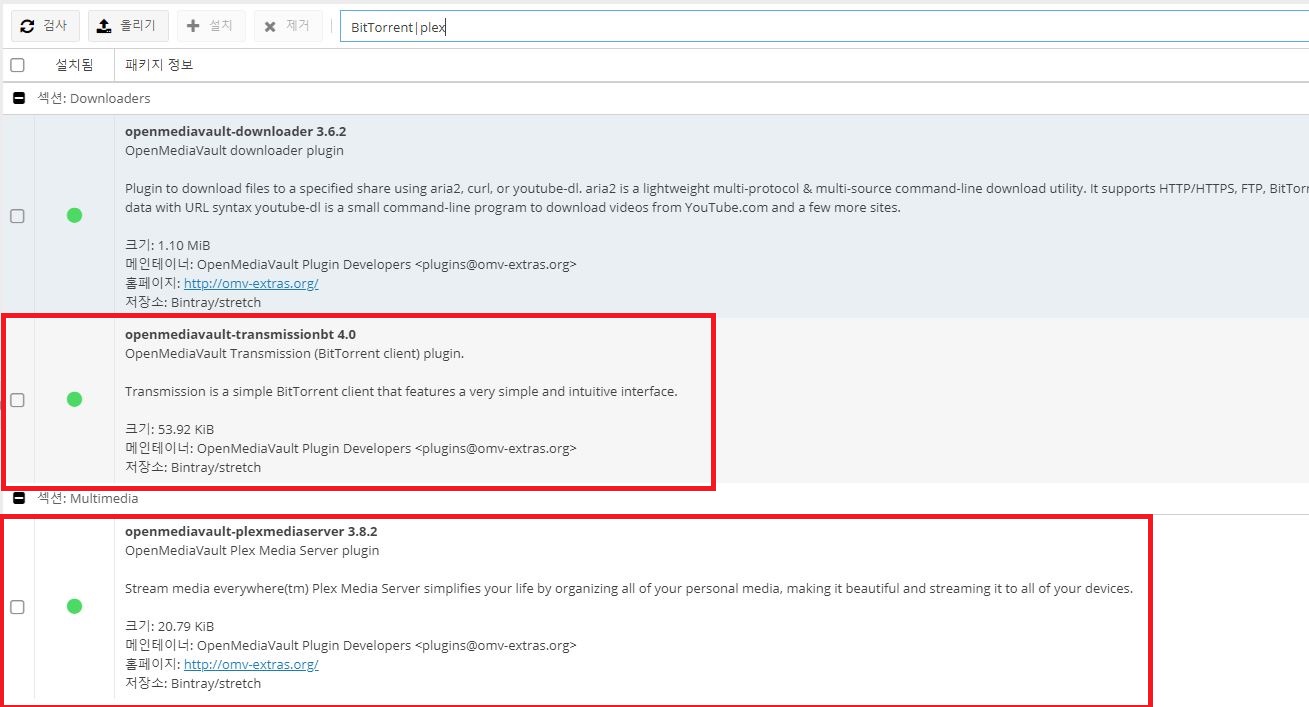 검사 올리기 설치 제거 BitTorrent|plex
설치됨 패키지 정보
섹션: Downloaders
openmediavault-downloader 3.6.2
OpenMediaVault downloader plugin
Plugin to download files to a specified share using aria2, curl, or youtube-dl. aria2 is a lightweight multi-protocol & multi-source command-line download utility. It supports HTTP/HTTPS, FTP, BitTorr
data with URL syntax youtube-dl is a small command-line program to download videos from YouTube.com and a few more sites.
크기: 1.10 MiB
메인테이너: OpenMediaVault Plugin Developers <plugins@omv-extras.org>
홈페이지: http://omv-extras.org/
저장소: Bintray/stretch
openmediavault-transmissionbt 4.0
OpenMediaVault Transmission (BitTorrent client) plugin.
Transmission is a simple BitTorrent client that features a very simple and intuitive interface.
크기: 53.92 KiB
메인테이너: OpenMediaVault Plugin Developers <plugins@omv-extras.org>
저장소: Bintray/stretch
섹션: Multimedia
openmediavault-plexmediaserver 3.8.2
OpenMediaVault Plex Media Server plugin
Stream media everywhere(tm) Plex Media Server simplifies your life by organizing all of your personal media, making it beautiful and streaming it to all of your devices.
크기: 20.79 KiB
메인테이너: OpenMediaVault Plugin Developers <plugins@omv-extras.org>
홈페이지: http://omv-extras.org/
저장소: Bintray/stretch